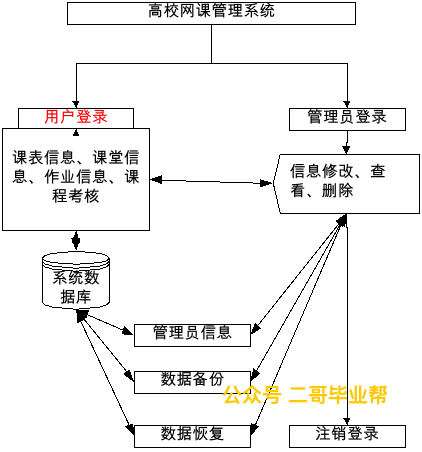 高校网课管理系统
用户登录
管理员登录
课表信息、课堂信
息、作业信息、课
程考核
信息修改、查
看、删除
系统数
据库
管理员信息
数据备份
公众号 二哥毕业帮
数据恢复
注销登录